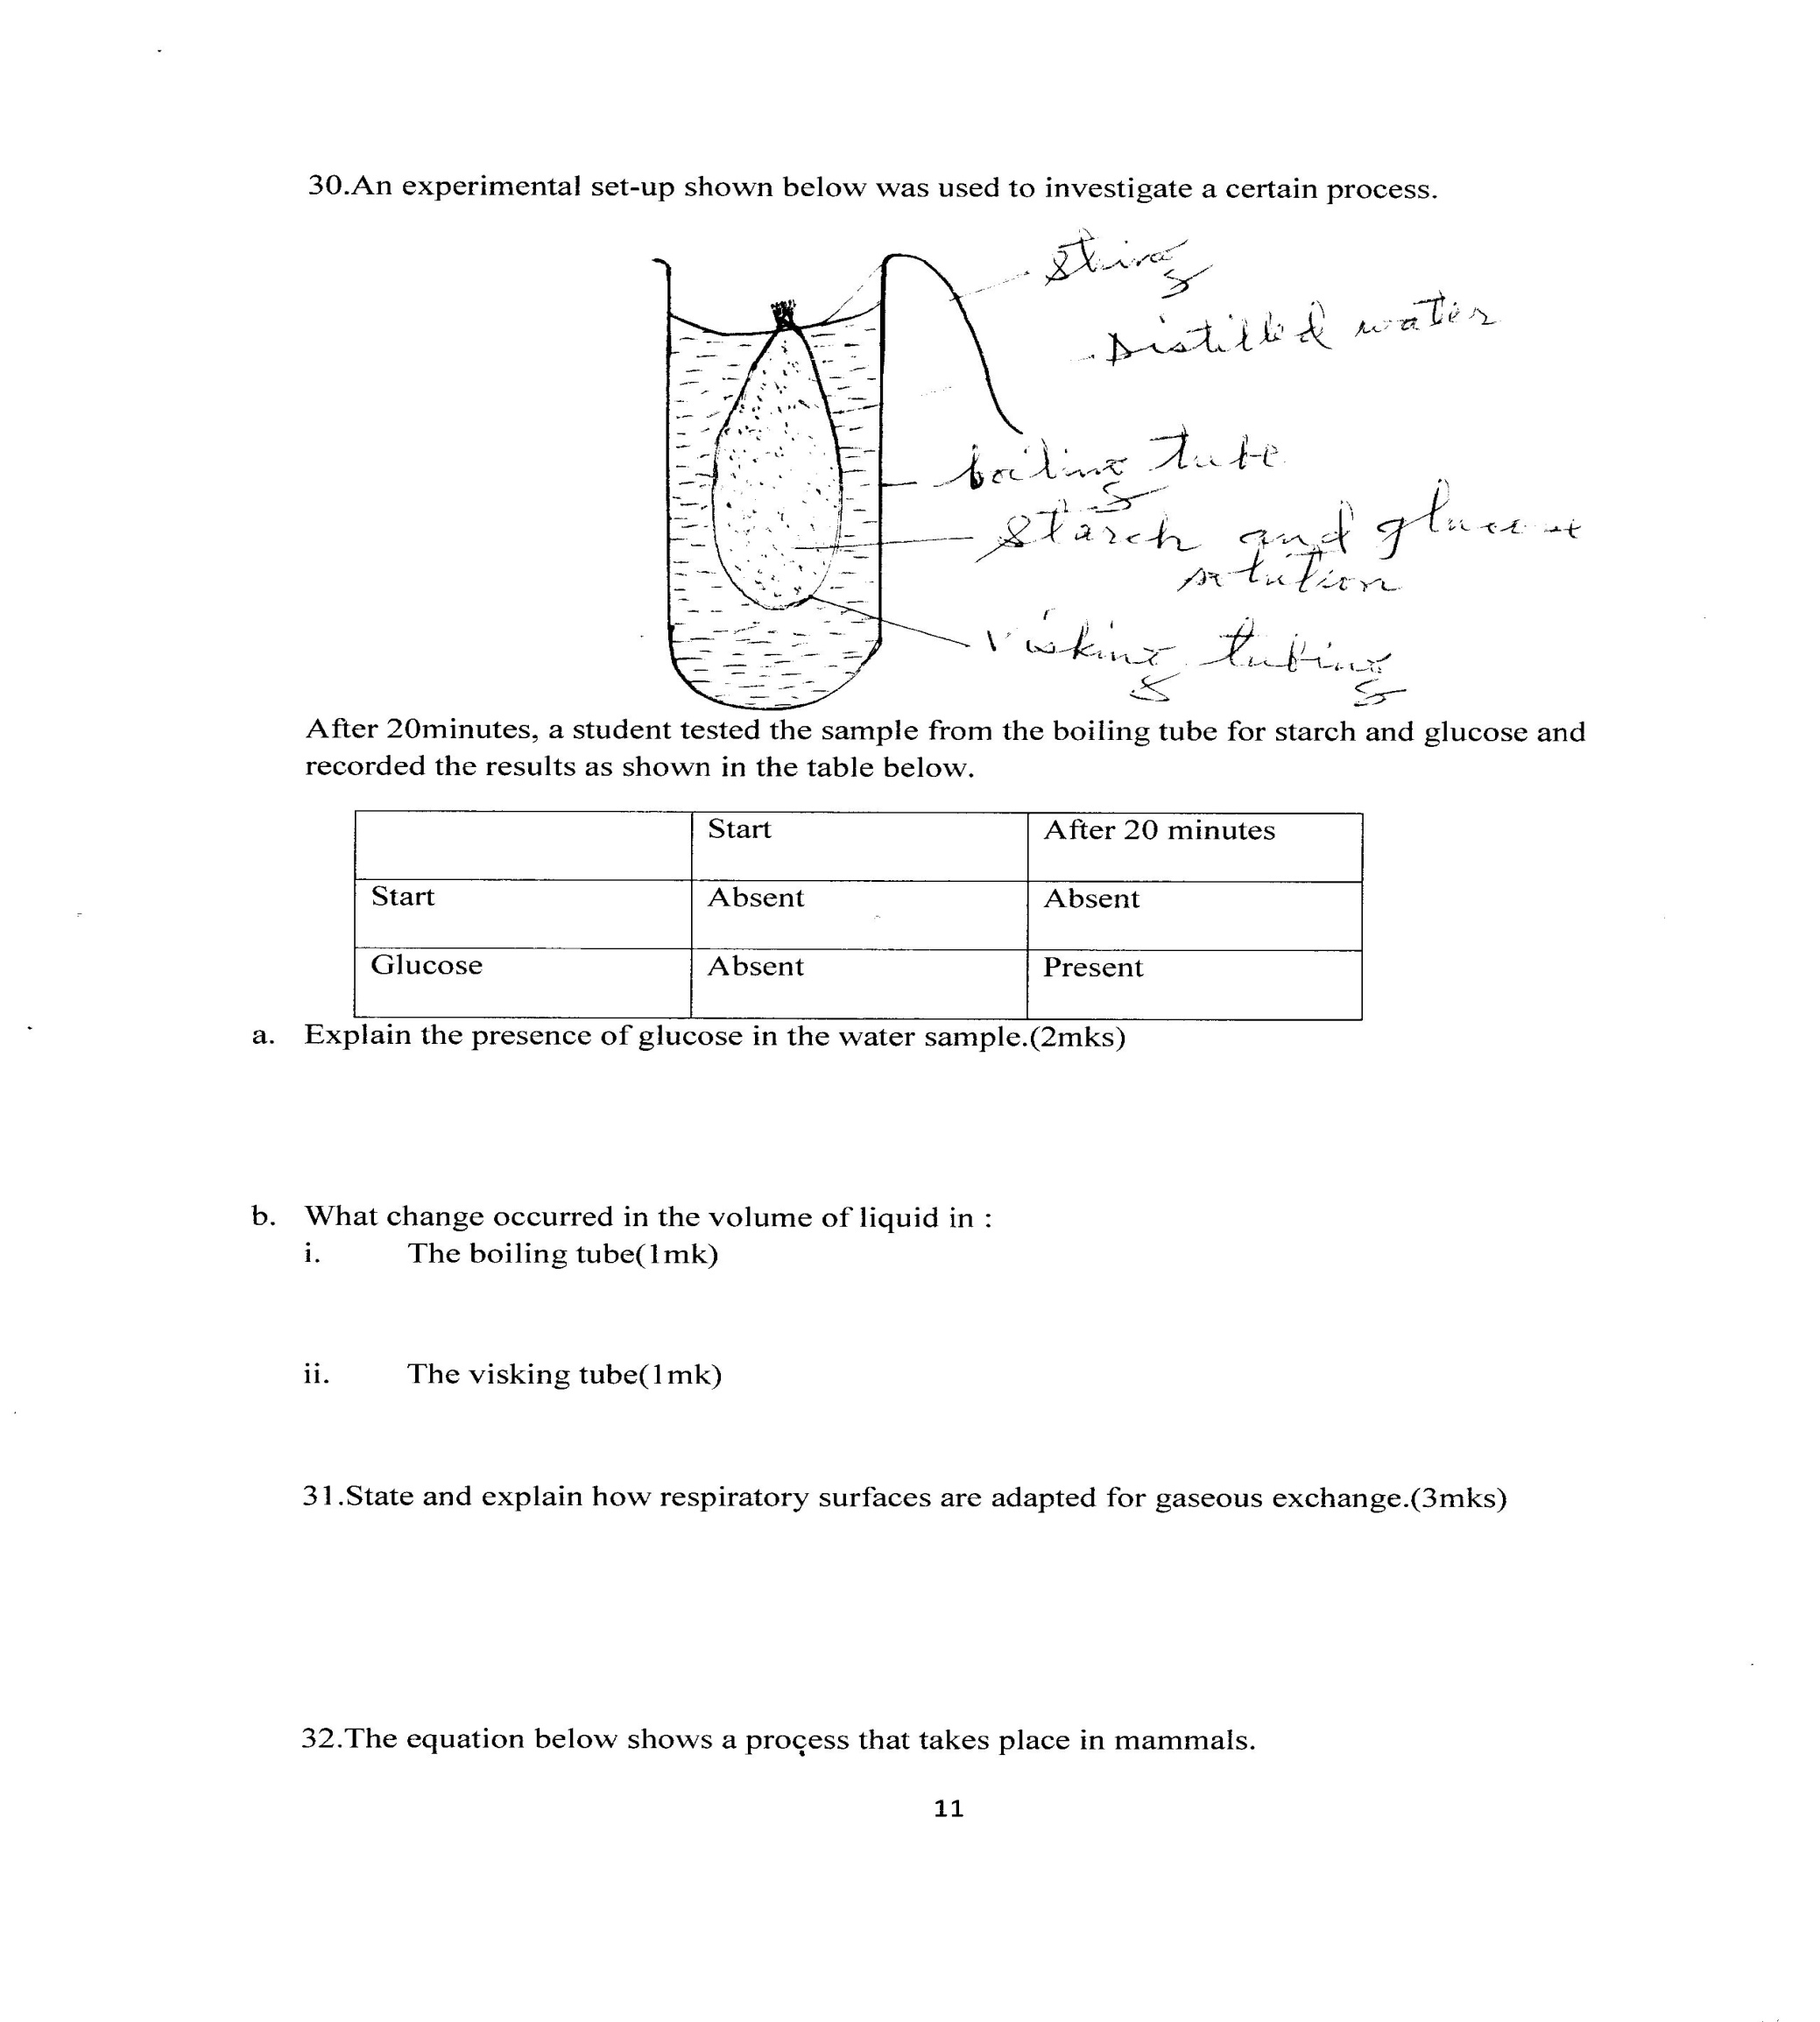 30.An experimental set-up shown below was used to investigate a certain process.
string
Distilled water
boiling tube
starch and glucose
solution
visking tubing
After 20minutes, a student tested the sample from the boiling tube for starch and glucose and
recorded the results as shown in the table below.
Start After 20 minutes
Start Absent Absent
Glucose Absent Present
a. Explain the presence of glucose in the water sample.(2mks)
b. What change occurred in the volume of liquid in :
i. The boiling tube(1mk)
ii. The visking tube(1mk)
31.State and explain how respiratory surfaces are adapted for gaseous exchange.(3mks)
32.The equation below shows a process that takes place in mammals.
11